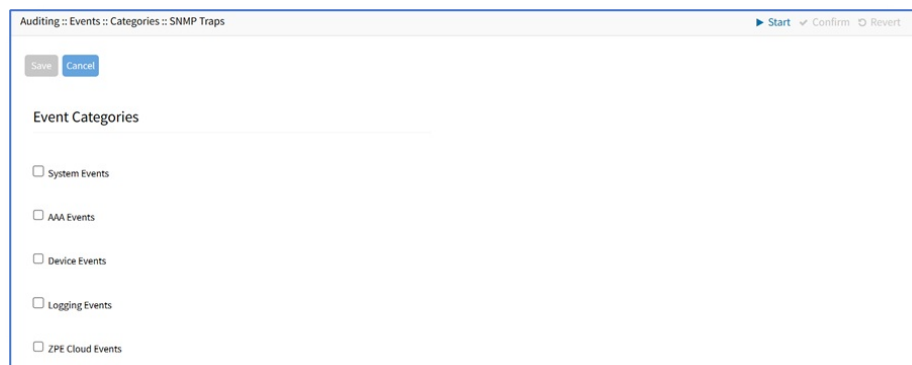 Auditing :: Events :: Categories :: SNMP Traps
Start Confirm Revert
Save Cancel
Event Categories
System Events
AAA Events
Device Events
Logging Events
ZPE Cloud Events